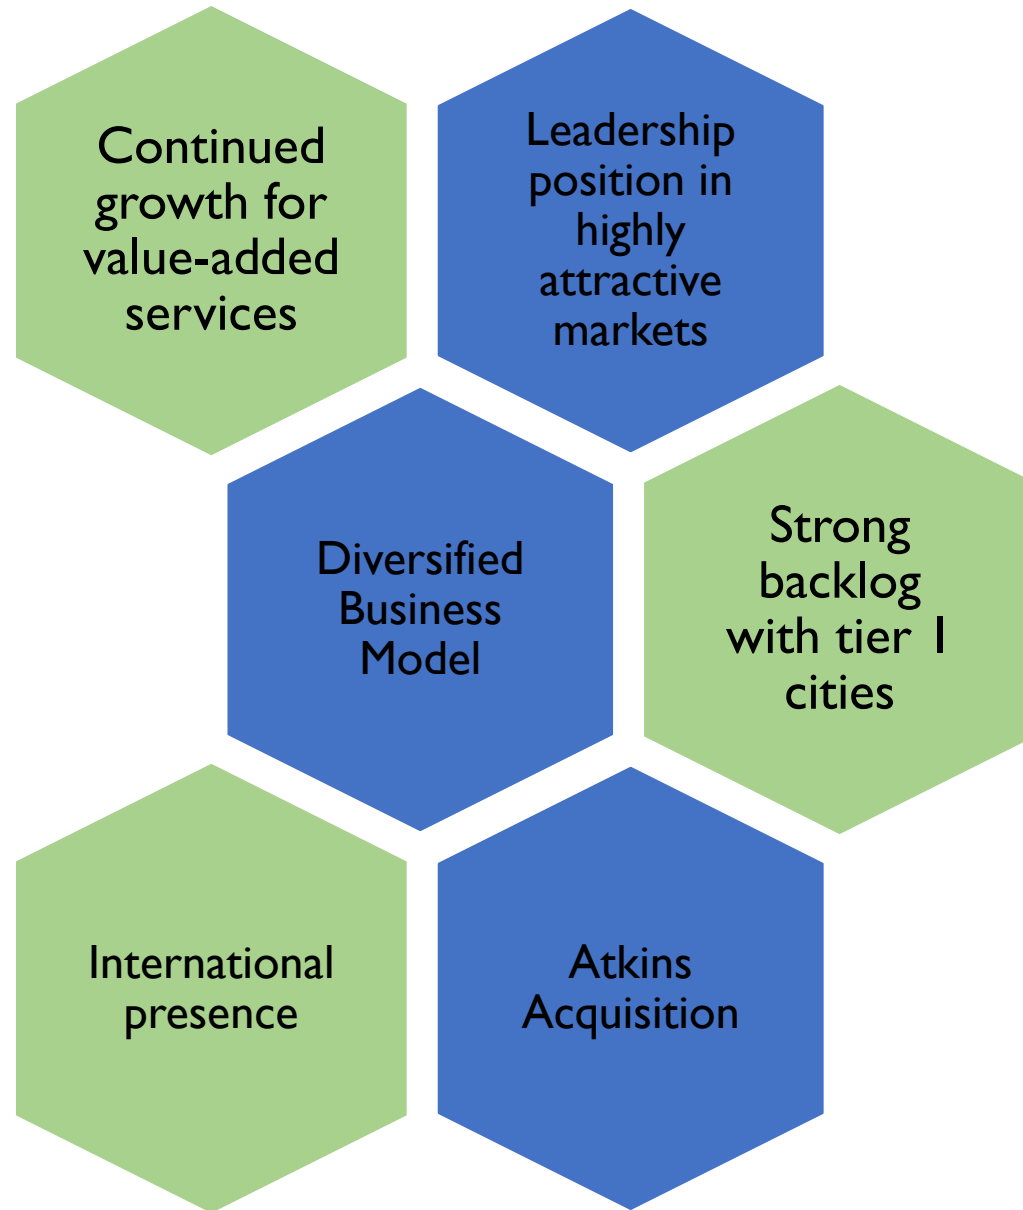 Continued
growth for
value-added
services
Leadership
position in
highly
attractive
markets
Diversified
Business
Model
Strong
backlog
with tier 1
cities
International
presence
Atkins
Acquisition